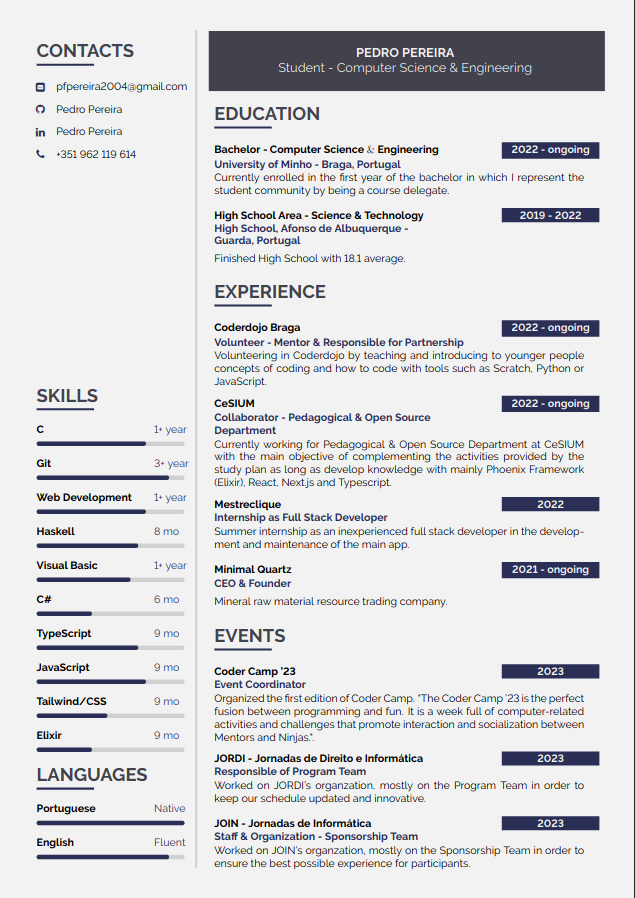 CONTACTS
pfpereira2004@gmail.com
Pedro Pereira
Pedro Pereira
+351 962 119 614
SKILLS
C 1+ year
Git 3+ year
Web Development 1+ year
Haskell 8 mo
Visual Basic 1+ year
C# 6 mo
TypeScript 9 mo
JavaScript 9 mo
Tailwind/CSS 9 mo
Elixir 9 mo
LANGUAGES
Portuguese Native
English Fluent
PEDRO PEREIRA
Student - Computer Science & Engineering
EDUCATION
Bachelor - Computer Science & Engineering 2022 - ongoing
University of Minho - Braga, Portugal
Currently enrolled in the first year of the bachelor in which I represent the
student community by being a course delegate.
High School Area - Science & Technology 2019 - 2022
High School, Afonso de Albuquerque -
Guarda, Portugal
Finished High School with 18.1 average.
EXPERIENCE
Coderdojo Braga 2022 - ongoing
Volunteer - Mentor & Responsible for Partnership
Volunteering in Coderdojo by teaching and introducing to younger people
concepts of coding and how to code with tools such as Scratch, Python or
JavaScript.
CeSIUM 2022 - ongoing
Collaborator - Pedagogical & Open Source
Department
Currently working for Pedagogical & Open Source Department at CeSIUM
with the main objective of complementing the activities provided by the
study plan as long as develop knowledge with mainly Phoenix Framework
(Elixir), React, Next.js and Typescript.
Mestreclique 2022
Internship as Full Stack Developer
Summer internship as an inexperienced full stack developer in the develop-
ment and maintenance of the main app.
Minimal Quartz 2021 - ongoing
CEO & Founder
Mineral raw material resource trading company.
EVENTS
Coder Camp '23 2023
Event Coordinator
Organized the first edition of Coder Camp. "The Coder Camp '23 is the perfect
fusion between programming and fun. It is a week full of computer-related
activities and challenges that promote interaction and socialization between
Mentors and Ninjas.".
JORDI - Jornadas de Direito e Informática 2023
Responsible of Program Team
Worked on JORDI's organzation, mostly on the Program Team in order to
keep our schedule updated and innovative.
JOIN - Jornadas de Informática 2023
Staff & Organization - Sponsorship Team
Worked on JOIN's organzation, mostly on the Sponsorship Team in order to
ensure the best possible experience for participants.